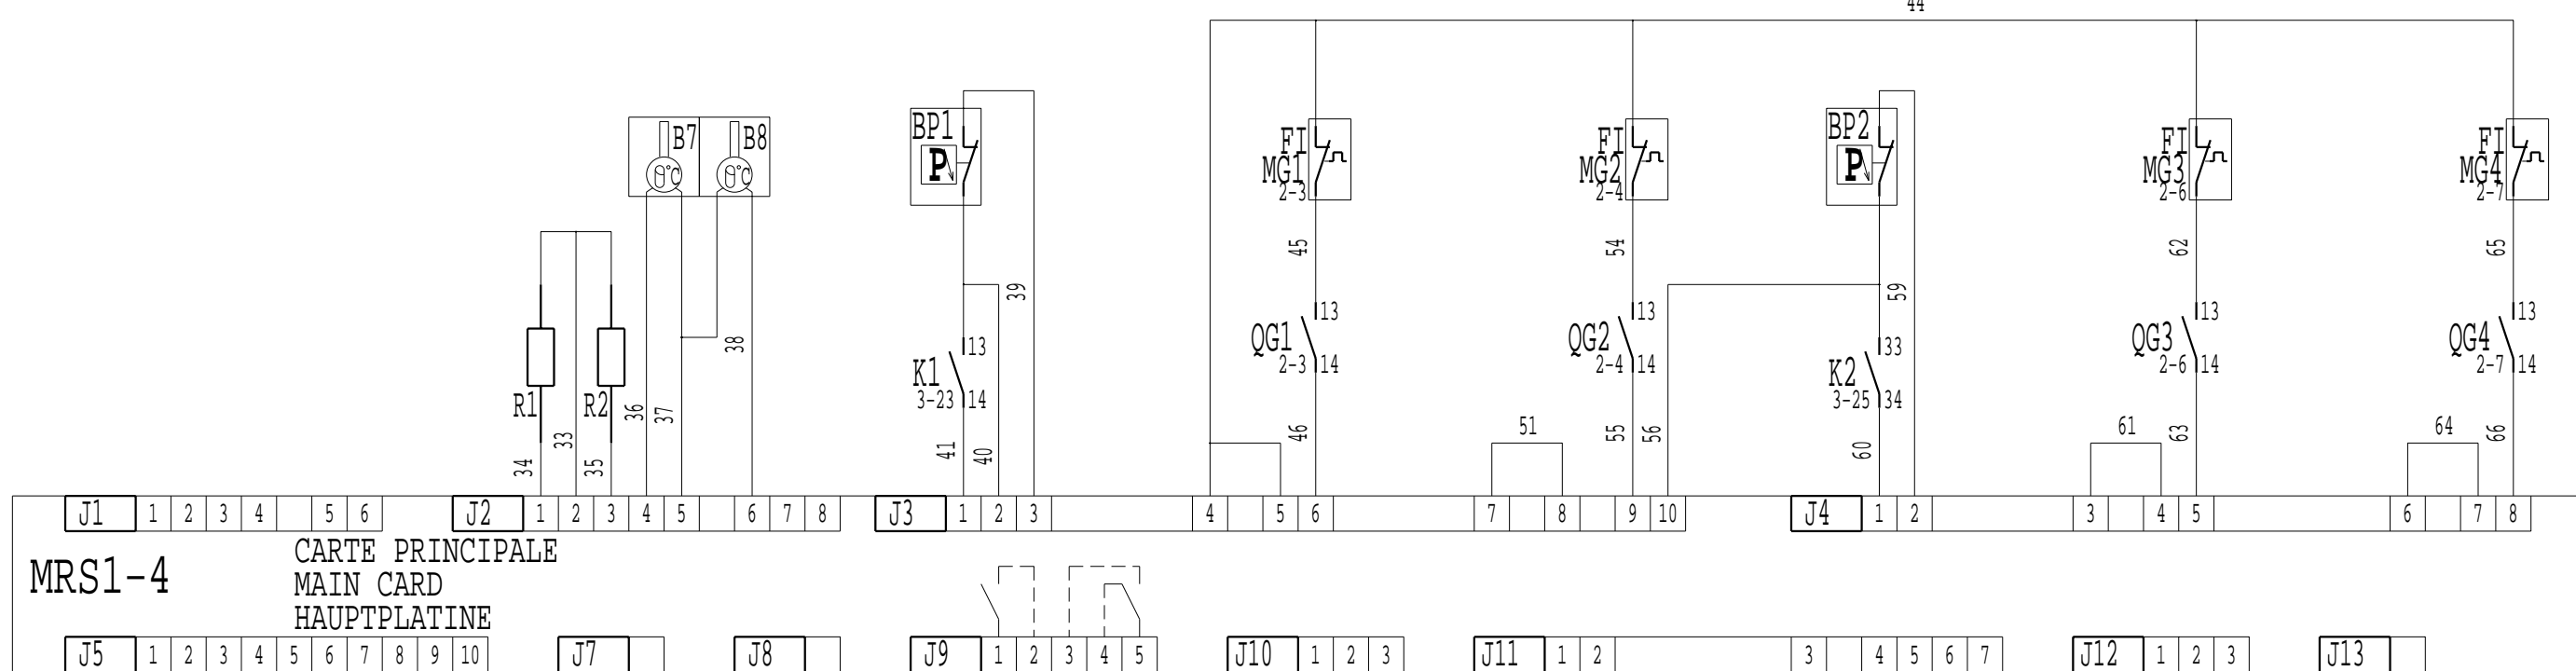 44
BP1
P
B7
θ°C
B8
θ°C
FI
MG1
2-3
FI
MG2
2-4
BP2
P
FI
MG3
2-6
FI
MG4
2-7
45
54
62
65
39
59
13
QG1
2-3
14
13
QG2
2-4
14
13
QG3
2-6
14
13
QG4
2-7
14
38
13
K1
3-23
14
33
K2
3-25
34
R1
R2
36
37
33
34
35
41
40
46
51
55
56
60
61
63
64
66
J1 1 2 3 4 5 6
J2 1 2 3 4 5 6 7 8
J3 1 2 3 4 5 6 7 8 9 10
J4 1 2 3 4 5 6 7 8
MRS1-4
CARTE PRINCIPALE
MAIN CARD
HAUPTPLATINE
J5 1 2 3 4 5 6 7 8 9 10
J7
J8
J9 1 2 3 4 5
J10 1 2 3
J11 1 2 3 4 5 6 7
J12 1 2 3
J13